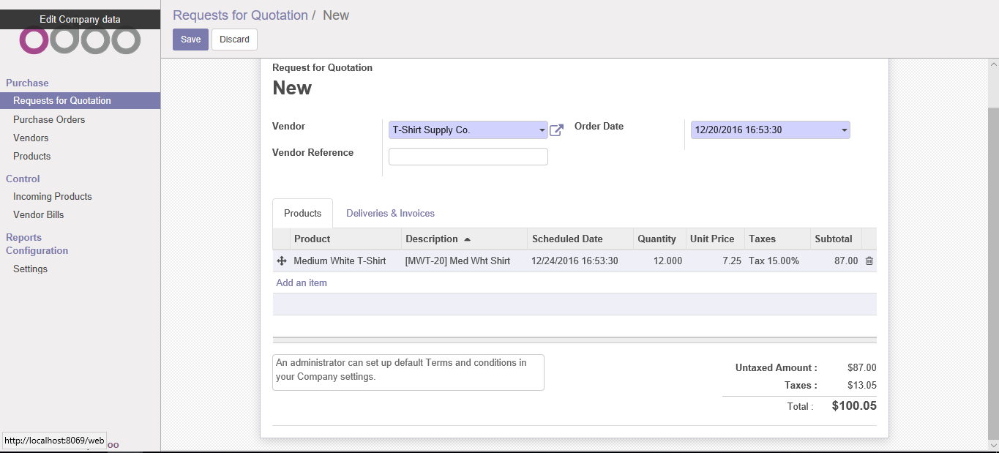 Edit Company data
Requests for Quotation / New
Save Discard
Purchase
Requests for Quotation
Purchase Orders
Vendors
Products
Control
Incoming Products
Vendor Bills
Reports
Configuration
Settings
http://localhost:8069/web
oo
Request for Quotation
New
Vendor T-Shirt Supply Co. Order Date 12/20/2016 16:53:30
Vendor Reference
Products Deliveries & Invoices
Product Description Scheduled Date Quantity Unit Price Taxes Subtotal
Medium White T-Shirt [MWT-20] Med Wht Shirt 12/24/2016 16:53:30 12.000 7.25 Tax 15.00% 87.00
Add an item
An administrator can set up default Terms and conditions in
your Company settings.
Untaxed Amount : $87.00
Taxes : $13.05
Total : $100.05